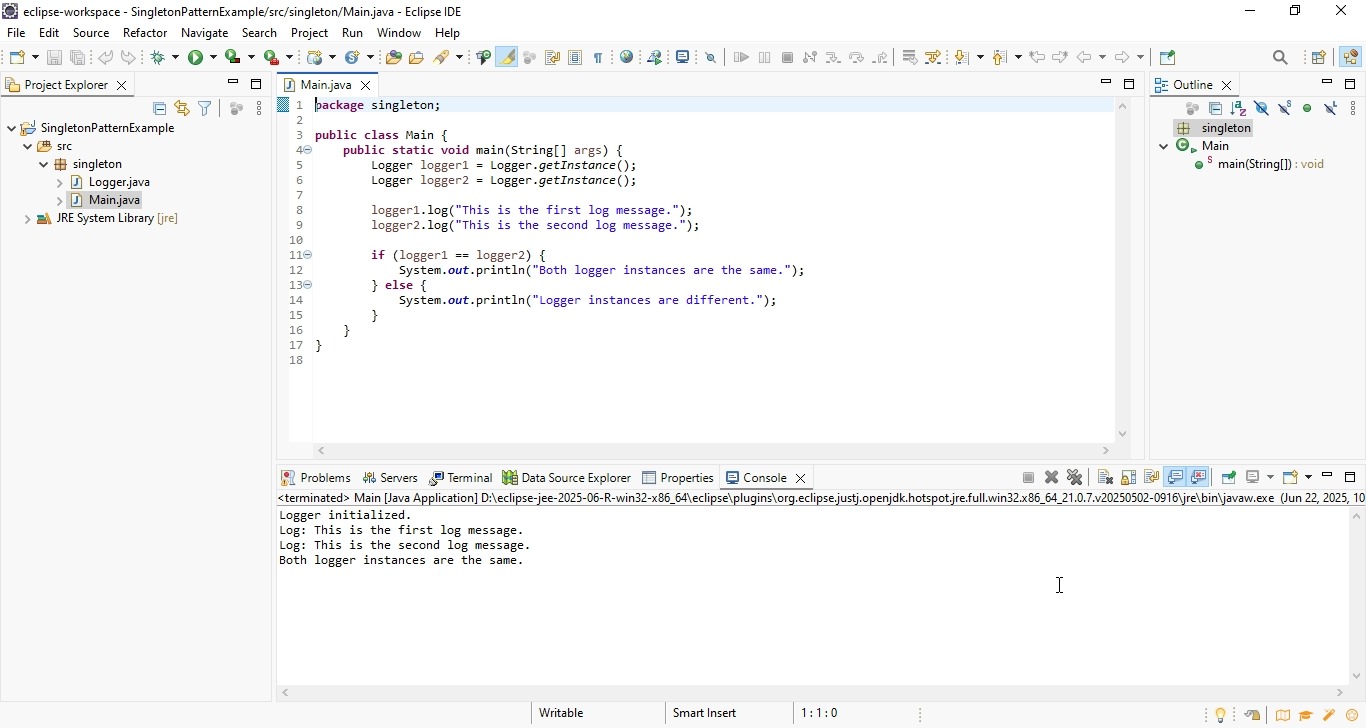 eclipse-workspace - SingletonPatternExample/src/singleton/Main.java - Eclipse IDE
File Edit Source Refactor Navigate Search Project Run Window Help
Project Explorer
Main.java
Outline
SingletonPatternExample
src
singleton
Logger.java
Main.java
JRE System Library [jre]
1 package singleton;
2
3 public class Main {
4 public static void main(String[] args) {
5 Logger logger1 = Logger.getInstance();
6 Logger logger2 = Logger.getInstance();
7
8 logger1.log("This is the first log message.");
9 logger2.log("This is the second log message.");
10
11 if (logger1 == logger2) {
12 System.out.println("Both logger instances are the same.");
13 } else {
14 System.out.println("Logger instances are different.");
15 }
16 }
17 }
18
singleton
Main
main(String[]) : void
Problems Servers Terminal Data Source Explorer Properties Console
<terminated> Main [Java Application] D:\eclipse-jee-2025-06-R-win32-x86_64\eclipse\plugins\org.eclipse.justj.openjdk.hotspot.jre.full.win32.x86_64_21.0.7.v20250502-0916\jre\bin\javaw.exe (Jun 22, 2025, 10
Logger initialized.
Log: This is the first log message.
Log: This is the second log message.
Both logger instances are the same.
Writable Smart Insert 1 : 1 : 0